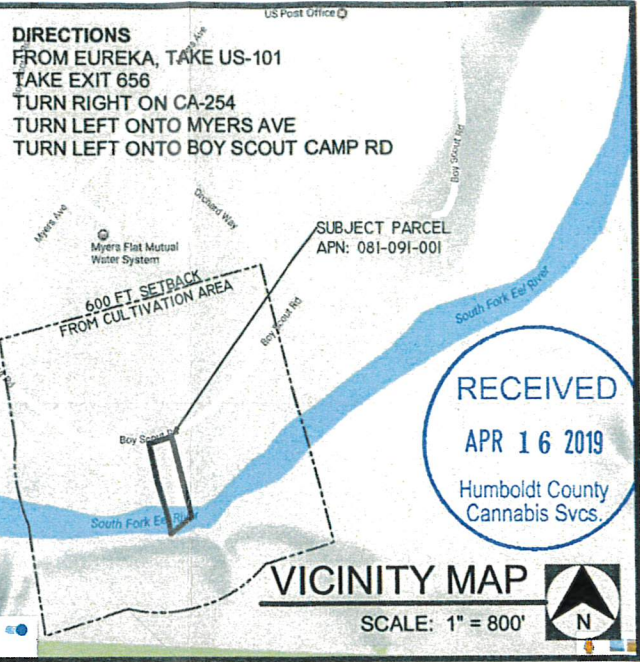 US Post Office
DIRECTIONS
FROM EUREKA, TAKE US-101
TAKE EXIT 656
TURN RIGHT ON CA-254
TURN LEFT ONTO MYERS AVE
TURN LEFT ONTO BOY SCOUT CAMP RD
Boy Scout Rd
Myers Ave
Orchard Way
Myers Flat Mutual
Water System
SUBJECT PARCEL
APN: 081-091-001
600 FT SETBACK
FROM CULTIVATION AREA
Boy Scout Rd
South Fork Eel River
RECEIVED
APR 16 2019
Humboldt County
Cannabis Svcs.
Boy Scout Rd
South Fork Eel River
VICINITY MAP
SCALE: 1" = 800'
N